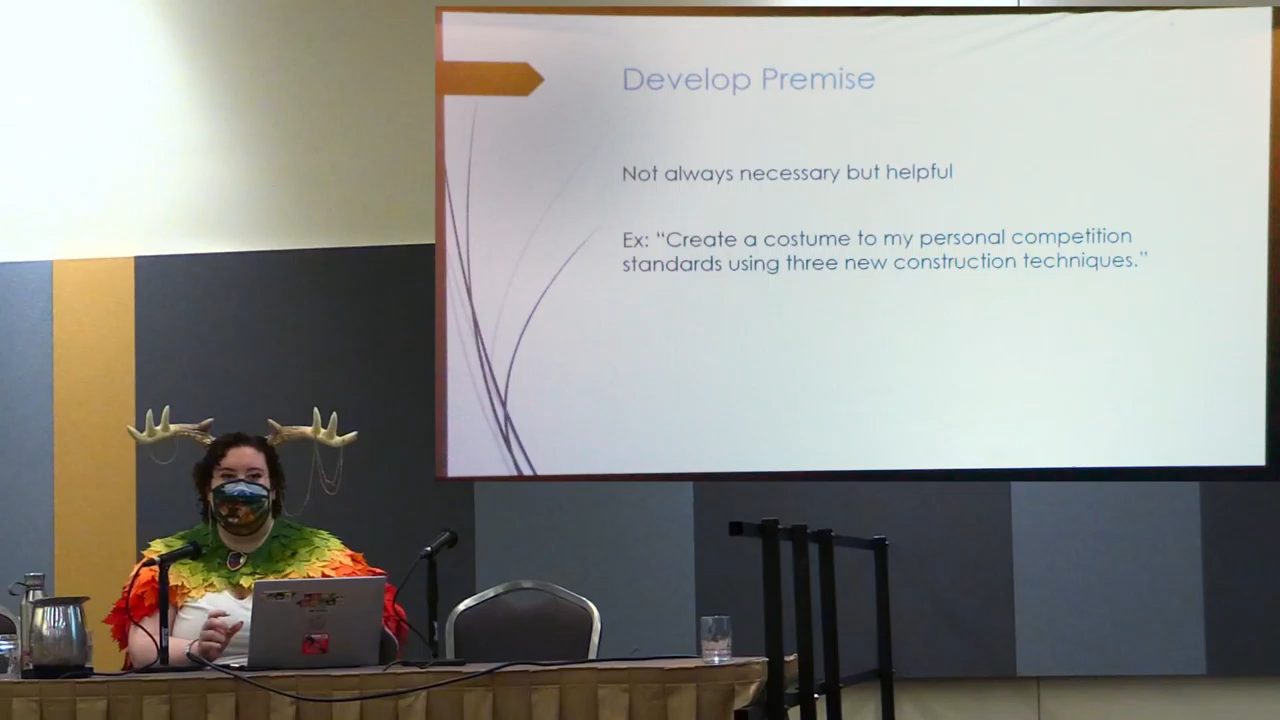 Develop Premise
Not always necessary but helpful
Ex: “Create a costume to my personal competition
standards using three new construction techniques.”